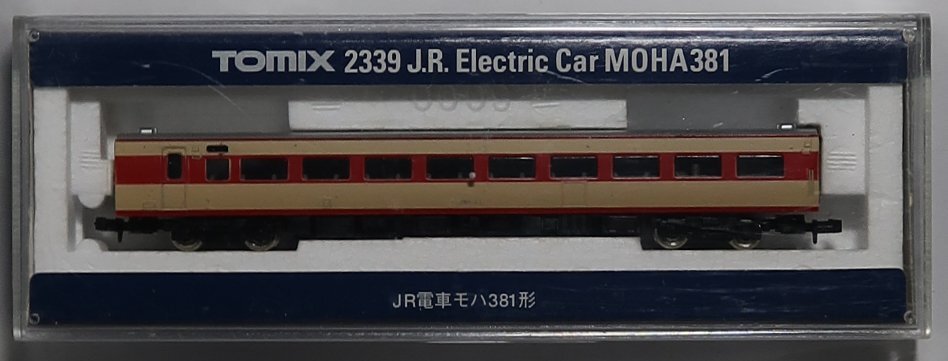 TOMIX 2339 J.R. Electric Car MOHA381
JR電車モハ381形